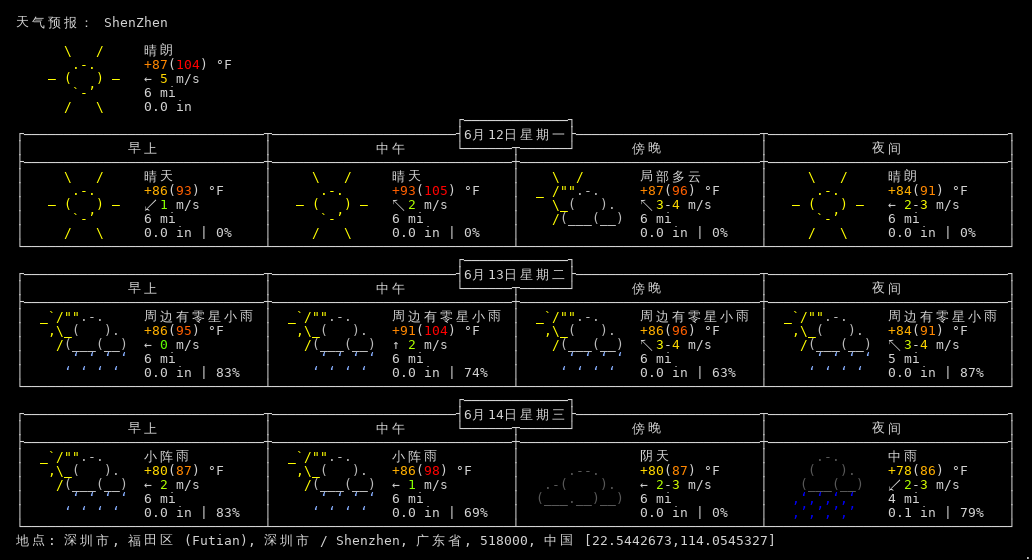 天气预报： ShenZhen
晴朗
+87(104) °F
← 5 m/s
6 mi
0.0 in
6月12日星期一
早上 中午 傍晚 夜间
晴天 晴天 局部多云 晴朗
+86(93) °F +93(105) °F +87(96) °F +84(91) °F
↙ 1 m/s ↖ 2 m/s ↖ 3-4 m/s ← 2-3 m/s
6 mi 6 mi 6 mi 6 mi
0.0 in | 0% 0.0 in | 0% 0.0 in | 0% 0.0 in | 0%
6月13日星期二
早上 中午 傍晚 夜间
周边有零星小雨 周边有零星小雨 周边有零星小雨 周边有零星小雨
+86(95) °F +91(104) °F +86(96) °F +84(91) °F
← 0 m/s ↑ 2 m/s ↖ 3-4 m/s ↖ 3-4 m/s
6 mi 6 mi 6 mi 5 mi
0.0 in | 83% 0.0 in | 74% 0.0 in | 63% 0.0 in | 87%
6月14日星期三
早上 中午 傍晚 夜间
小阵雨 小阵雨 阴天 中雨
+80(87) °F +86(98) °F +80(87) °F +78(86) °F
← 2 m/s ← 1 m/s ← 2-3 m/s ↙ 2-3 m/s
6 mi 6 mi 6 mi 4 mi
0.0 in | 83% 0.0 in | 69% 0.0 in | 0% 0.1 in | 79%
地点: 深圳市, 福田区 (Futian), 深圳市 / Shenzhen, 广东省, 518000, 中国 [22.5442673,114.0545327]